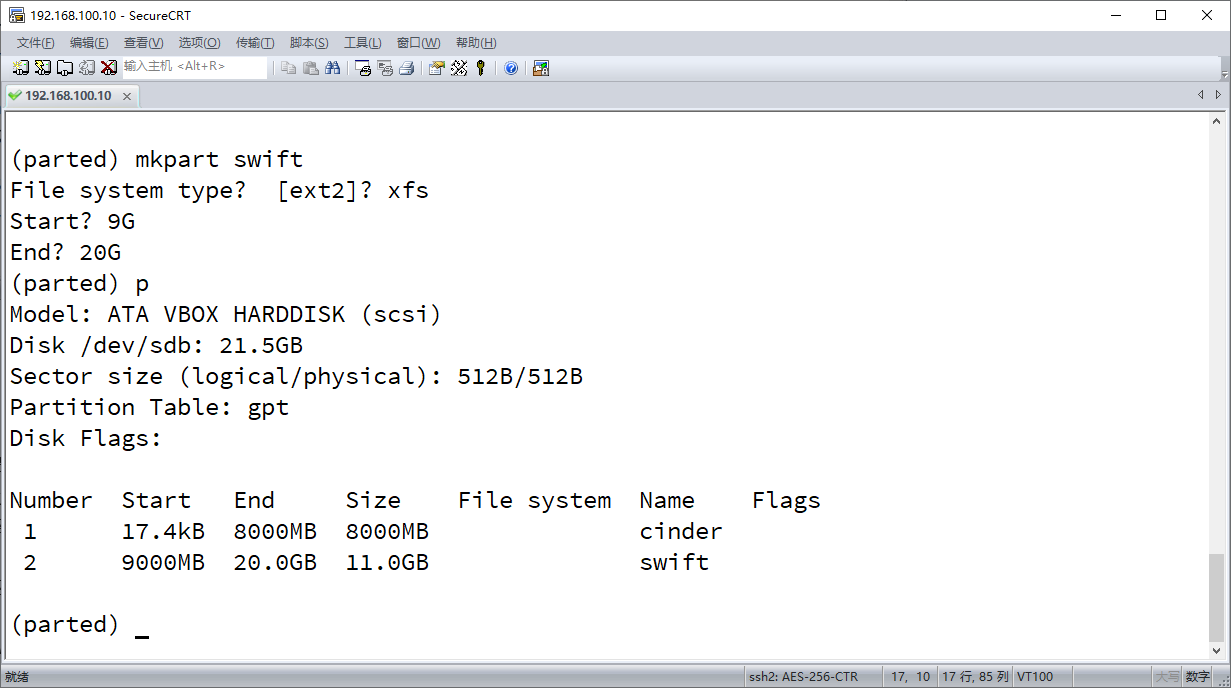 192.168.100.10 - SecureCRT
文件(F) 编辑(E) 查看(V) 选项(O) 传输(T) 脚本(S) 工具(L) 窗口(W) 帮助(H)
输入主机 <Alt+R>
192.168.100.10
(parted) mkpart swift
File system type?  [ext2]? xfs
Start? 9G
End? 20G
(parted) p
Model: ATA VBOX HARDDISK (scsi)
Disk /dev/sdb: 21.5GB
Sector size (logical/physical): 512B/512B
Partition Table: gpt
Disk Flags:
Number  Start   End     Size    File system  Name    Flags
 1      17.4kB  8000MB  8000MB               cinder
 2      9000MB  20.0GB  11.0GB               swift
(parted) _
就绪 ssh2: AES-256-CTR 17, 10 17 行, 85 列 VT100 大写 数字